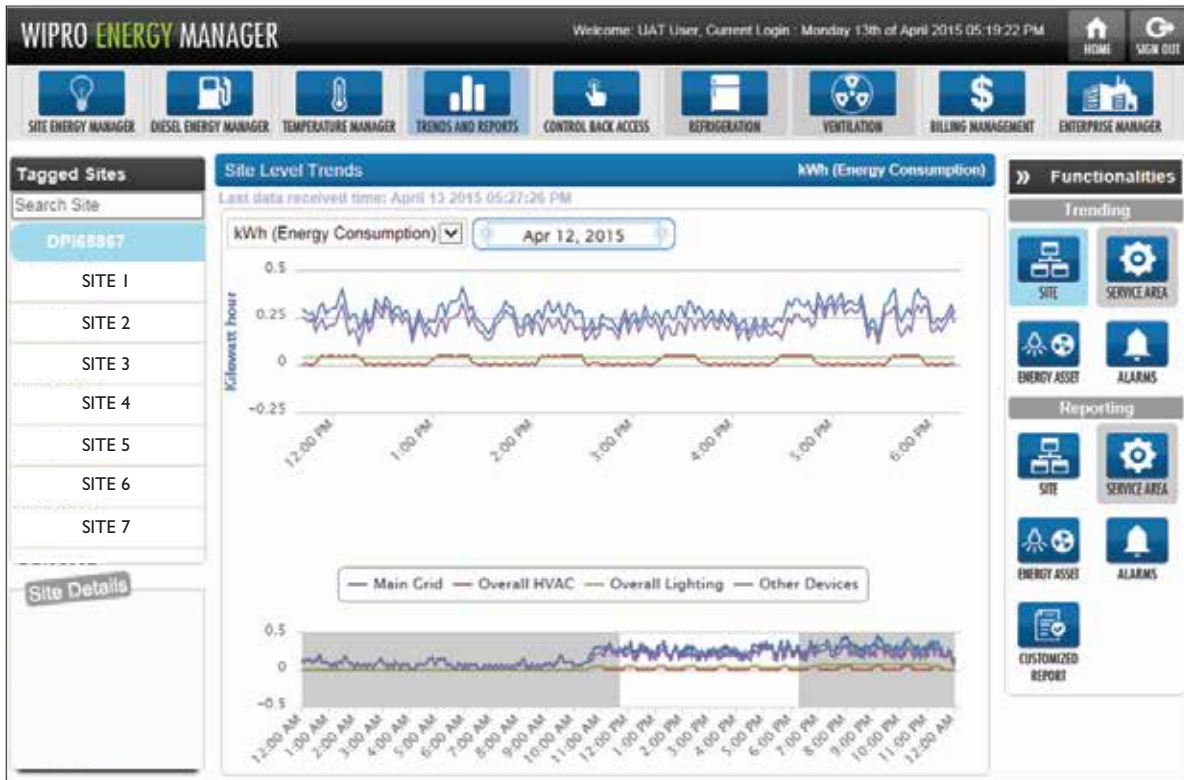 WIPRO ENERGY MANAGER
Welcome: UAT User, Current Login : Monday 13th of April 2015 05:19:22 PM
HOME
SIGN OUT
SITE ENERGY MANAGER
DIESEL ENERGY MANAGER
TEMPERATURE MANAGER
TRENDS AND REPORTS
CONTROL BACK ACCESS
REFRIGERATION
VENTILATION
BILLING MANAGEMENT
ENTERPRISE MANAGER
Tagged Sites
Search Site
DPI68867
SITE 1
SITE 2
SITE 3
SITE 4
SITE 5
SITE 6
SITE 7
Site Details
Site Level Trends
kWh (Energy Consumption)
Last data received time: April 13 2015 05:27:26 PM
kWh (Energy Consumption)
Apr 12, 2015
Kilowatt hour
0.5
0.25
0
-0.25
12:00 PM
1:00 PM
2:00 PM
3:00 PM
4:00 PM
5:00 PM
6:00 PM
Main Grid
Overall HVAC
Overall Lighting
Other Devices
0.5
0
-0.5
12:00 AM
1:00 AM
2:00 AM
3:00 AM
4:00 AM
5:00 AM
6:00 AM
7:00 AM
8:00 AM
9:00 AM
10:00 AM
11:00 AM
12:00 PM
1:00 PM
2:00 PM
3:00 PM
4:00 PM
5:00 PM
6:00 PM
7:00 PM
8:00 PM
9:00 PM
10:00 PM
11:00 PM
12:00 AM
» Functionalities
Trending
SITE
SERVICE AREA
ENERGY ASSET
ALARMS
Reporting
SITE
SERVICE AREA
ENERGY ASSET
ALARMS
CUSTOMIZED
REPORT